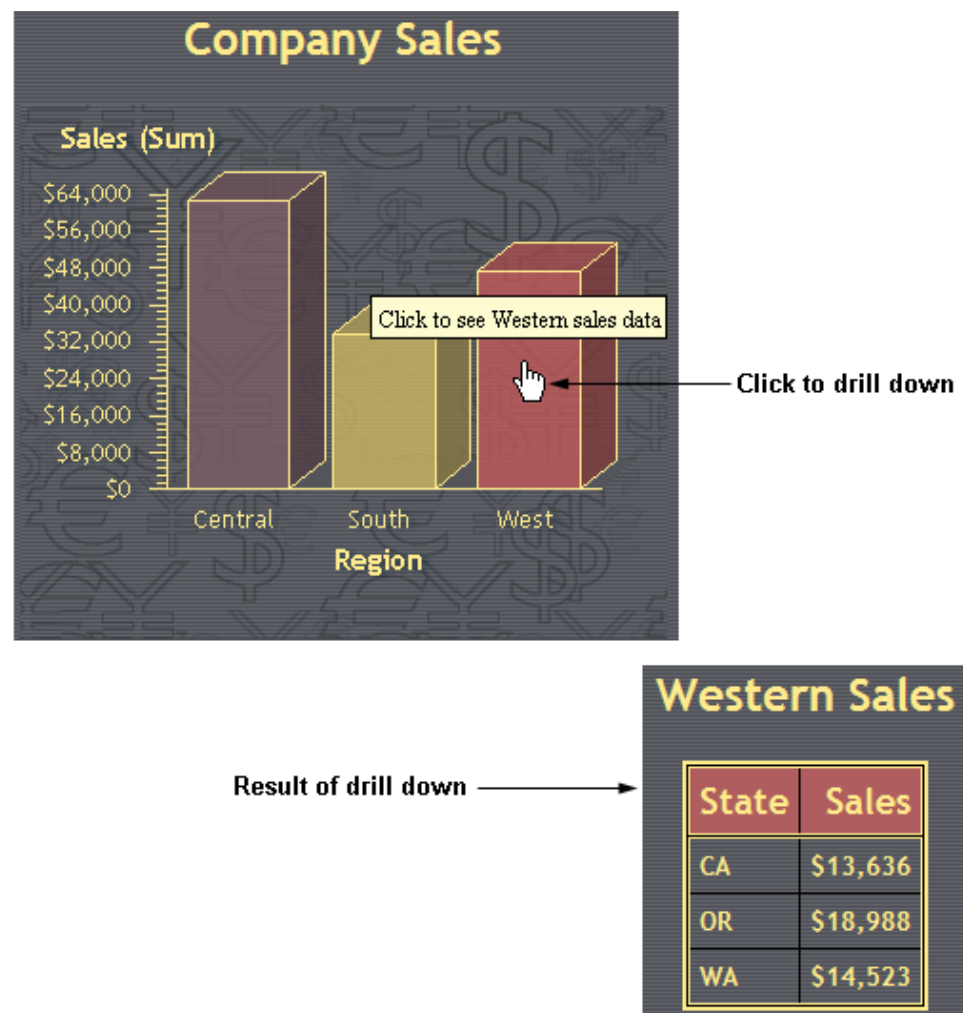 Company Sales
Sales (Sum)
$64,000
$56,000
$48,000
$40,000
$32,000
$24,000
$16,000
$8,000
$0
Click to see Western sales data
Click to drill down
Central South West
Region
Western Sales
Result of drill down
State Sales
CA $13,636
OR $18,988
WA $14,523